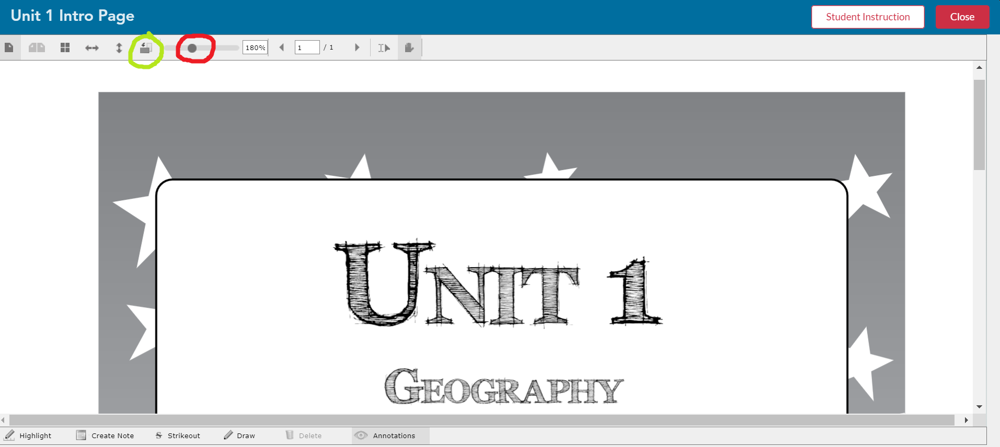 Unit 1 Intro Page
Student Instruction
Close
180%
1
/ 1
UNIT 1
GEOGRAPHY
Highlight
Create Note
S Strikeout
Draw
Delete
Annotations